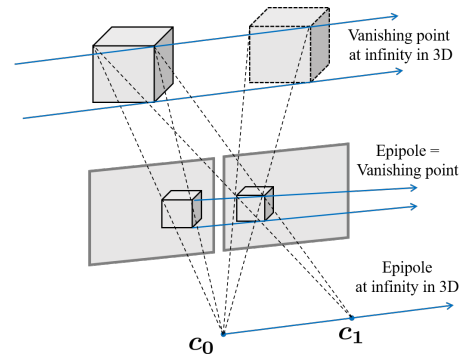 Vanishing point
at infinity in 3D
Epipole =
Vanishing point
Epipole
at infinity in 3D
c₀
c₁